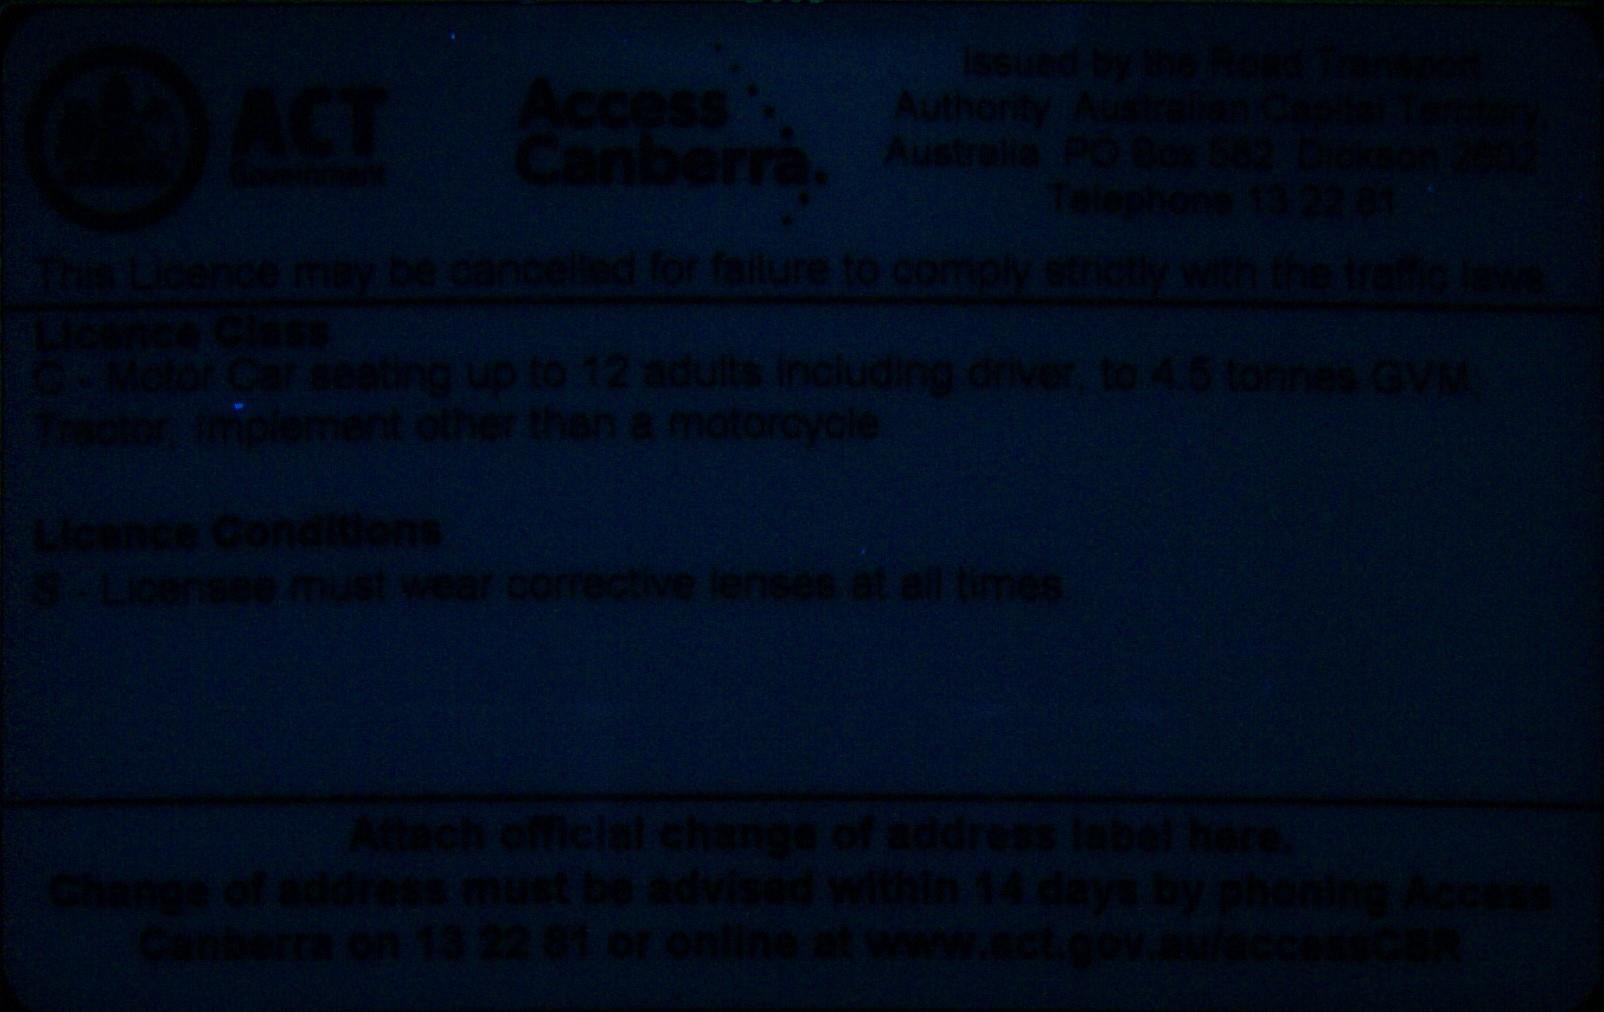 ACT
Government
Access
Canberra.
Issued by the Road Transport
Authority Australian Capital Territory,
Australia PO Box 582 Dickson 2602
Telephone 13 22 81
This Licence may be cancelled for failure to comply strictly with the traffic laws
Licence Class
C - Motor Car seating up to 12 adults including driver, to 4.5 tonnes GVM,
Tractor, Implement other than a motorcycle
Licence Conditions
S - Licensee must wear corrective lenses at all times
Attach official change of address label here.
Change of address must be advised within 14 days by phoning Access
Canberra on 13 22 81 or online at www.act.gov.au/accessCBR